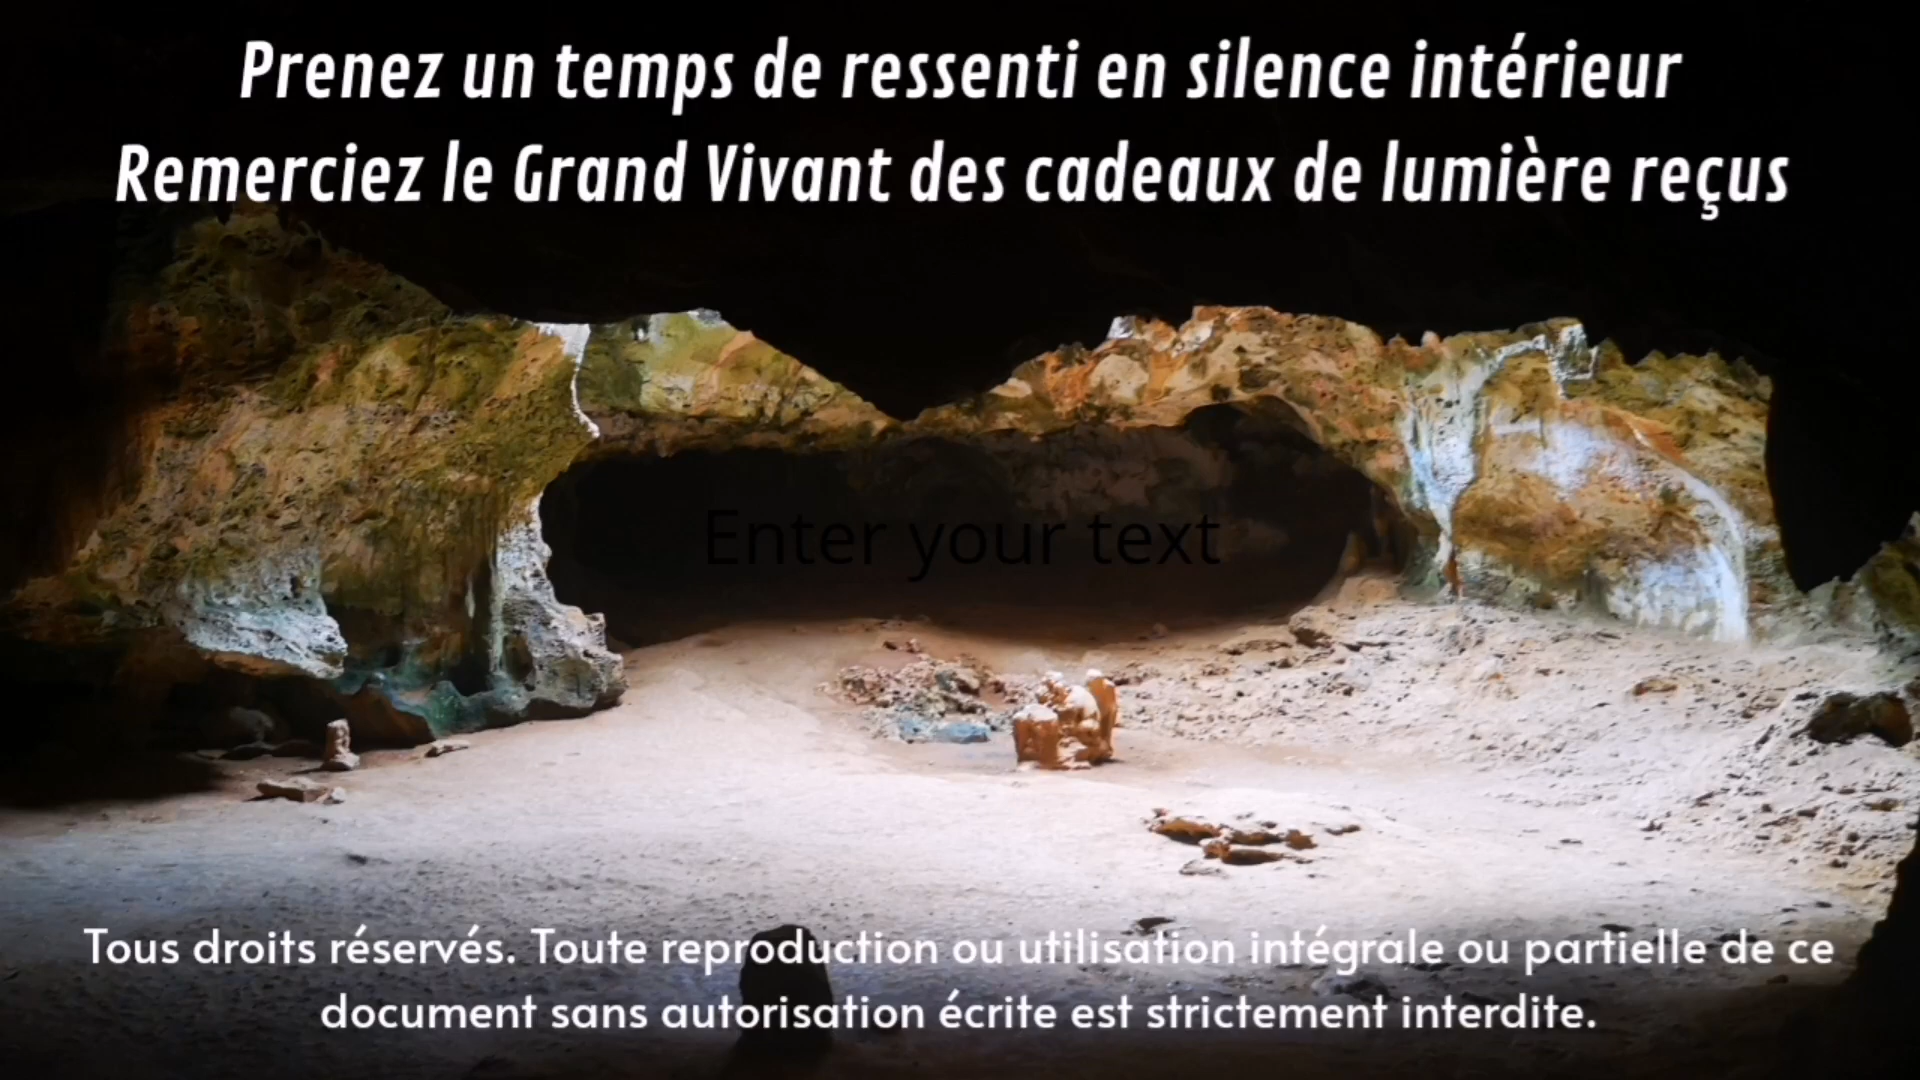 Prenez un temps de ressenti en silence intérieur
Remerciez le Grand Vivant des cadeaux de lumière reçus
Enter your text
Tous droits réservés. Toute reproduction ou utilisation intégrale ou partielle de ce
document sans autorisation écrite est strictement interdite.